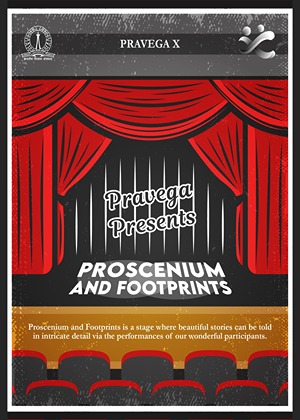 PRAVEGA X
Pravega
Presents
PROSCENIUM
AND FOOTPRINTS
Proscenium and Footprints is a stage where beautiful stories can be told
in intricate detail via the performances of our wonderful participants.